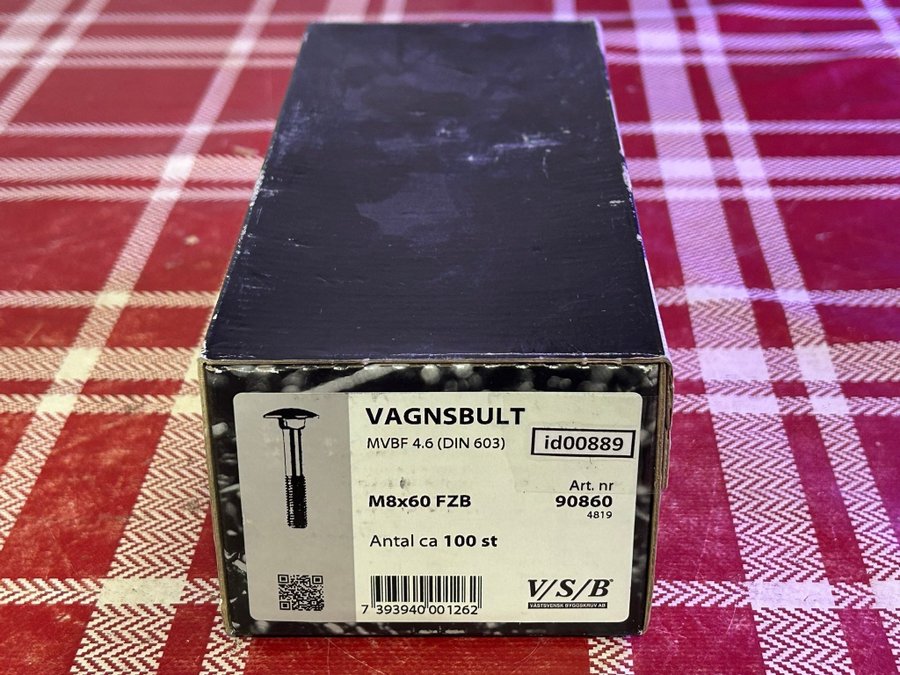 VAGNSBULT
MVBF 4.6 (DIN 603)
id00889
M8x60 FZB
Art. nr
90860
4819
Antal ca 100 st
7 393940 001262
V/S/B®
VÄSTSVENSK BYGGSKRUV AB